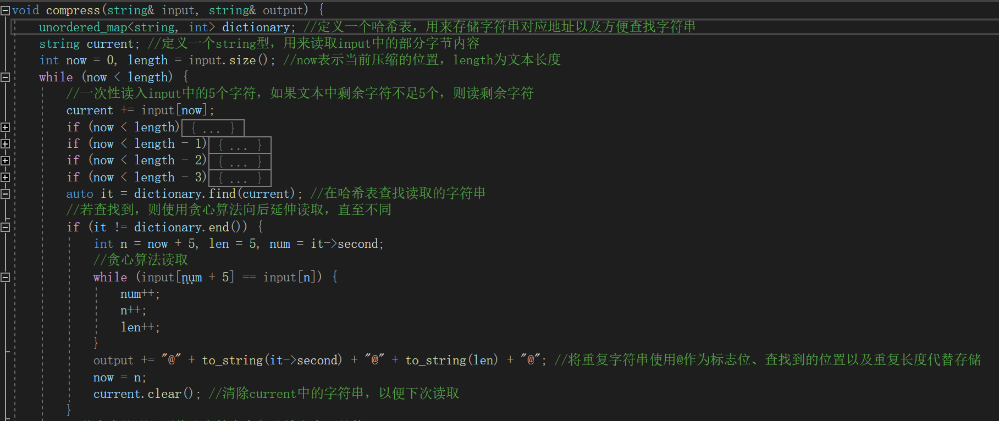 void compress(string& input, string& output) {
unordered_map<string, int> dictionary; //定义一个哈希表，用来存储字符串对应地址以及方便查找字符串
string current; //定义一个string型，用来读取input中的部分字节内容
int now = 0, length = input.size(); //now表示当前压缩的位置，length为文本长度
while (now < length) {
//一次性读入input中的5个字符，如果文本中剩余字符不足5个，则读剩余字符
current += input[now];
if (now < length){ ... }
if (now < length - 1){ ... }
if (now < length - 2){ ... }
if (now < length - 3){ ... }
auto it = dictionary.find(current); //在哈希表查找读取的字符串
//若查找到，则使用贪心算法向后延伸读取，直至不同
if (it != dictionary.end()) {
int n = now + 5, len = 5, num = it->second;
//贪心算法读取
while (input[num + 5] == input[n]) {
num++;
n++;
len++;
}
output += "@" + to_string(it->second) + "@" + to_string(len) + "@"; //将重复字符串使用@作为标志位、查找到的位置以及重复长度代替存储
now = n;
current.clear(); //清除current中的字符串，以便下次读取
}